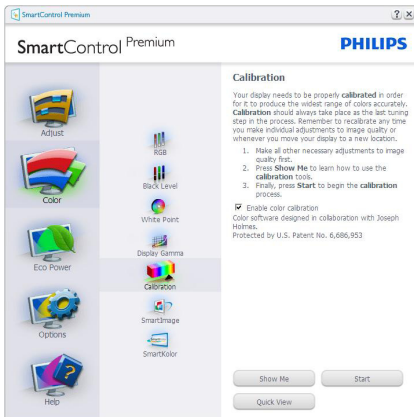 SmartControl Premium
SmartControl Premium
PHILIPS
Adjust
Color
Eco Power
Options
Help
RGB
Black Level
White Point
Display Gamma
Calibration
SmartImage
SmartKolor
Calibration
Your display needs to be properly calibrated in order
for it to produce the widest range of colors accurately.
Calibration should always take place as the last tuning
step in the process. Remember to recalibrate any time
you make individual adjustments to image quality or
whenever you move your display to a new location.
1. Make all other necessary adjustments to image
quality first.
2. Press Show Me to learn how to use the
calibration tools.
3. Finally, press Start to begin the calibration
process.
Enable color calibration
Color software designed in collaboration with Joseph
Holmes.
Protected by U.S. Patent No. 6,686,953
Show Me
Start
Quick View